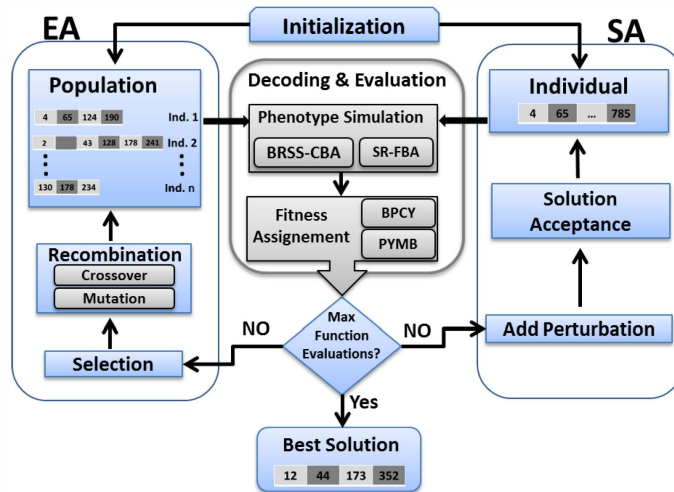 EA
Initialization
SA
Population
4 65 124 190 Ind. 1
2 43 128 178 241 Ind. 2
Ind. n
130 178 234
Decoding & Evaluation
Phenotype Simulation
BRSS-CBA SR-FBA
Fitness
Assignement
BPCY
PYMB
Individual
4 65 ... 785
Solution
Acceptance
Recombination
Crossover
Mutation
Max
Function
Evaluations?
NO
NO
Add Perturbation
Selection
Yes
Best Solution
12 44 173 352